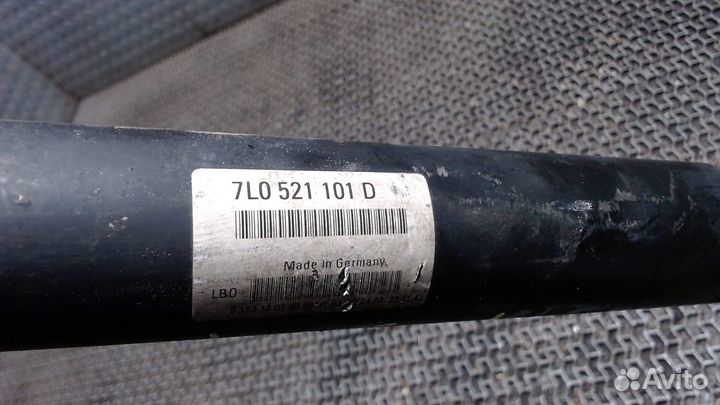 7L0 521 101 D
Made in Germany
LBO
Avito